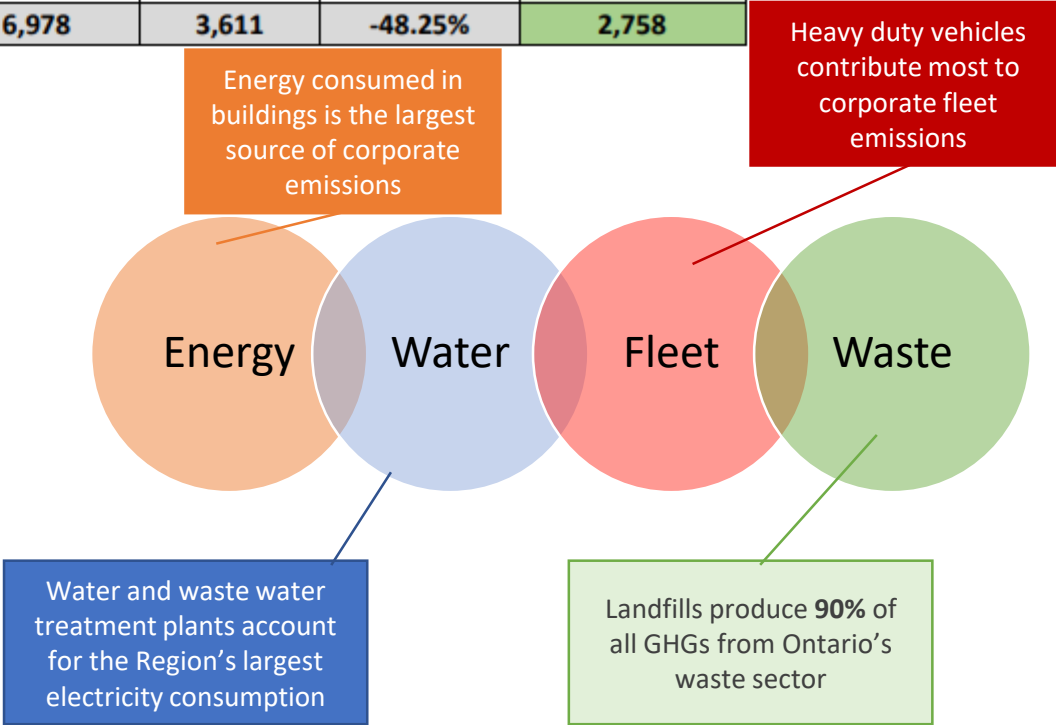 6,978 3,611 -48.25% 2,758
Energy consumed in
buildings is the largest
source of corporate
emissions
Heavy duty vehicles
contribute most to
corporate fleet
emissions
Energy
Water
Fleet
Waste
Water and waste water
treatment plants account
for the Region’s largest
electricity consumption
Landfills produce 90% of
all GHGs from Ontario’s
waste sector